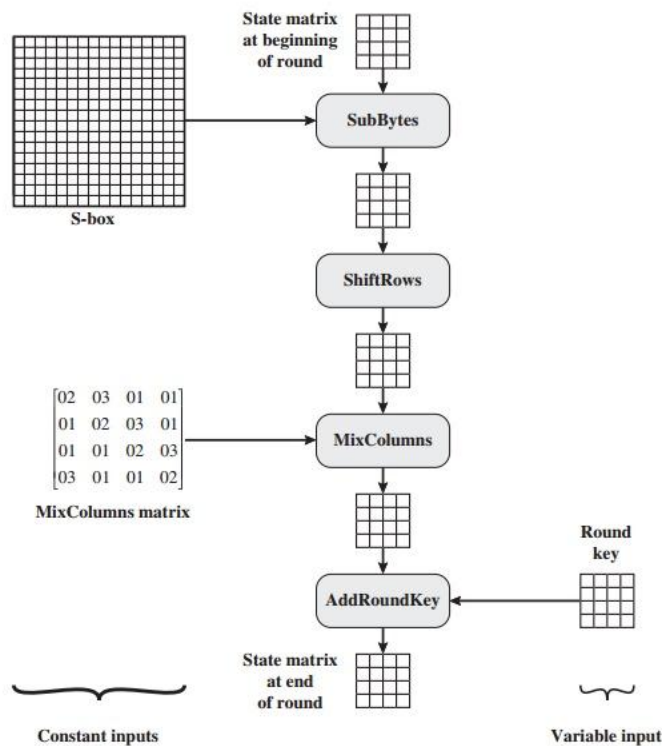 State matrix
at beginning
of round
SubBytes
S-box
ShiftRows
02 03 01 01
01 02 03 01
01 01 02 03
03 01 01 02
MixColumns
MixColumns matrix
Round
key
AddRoundKey
State matrix
at end
of round
Constant inputs
Variable input